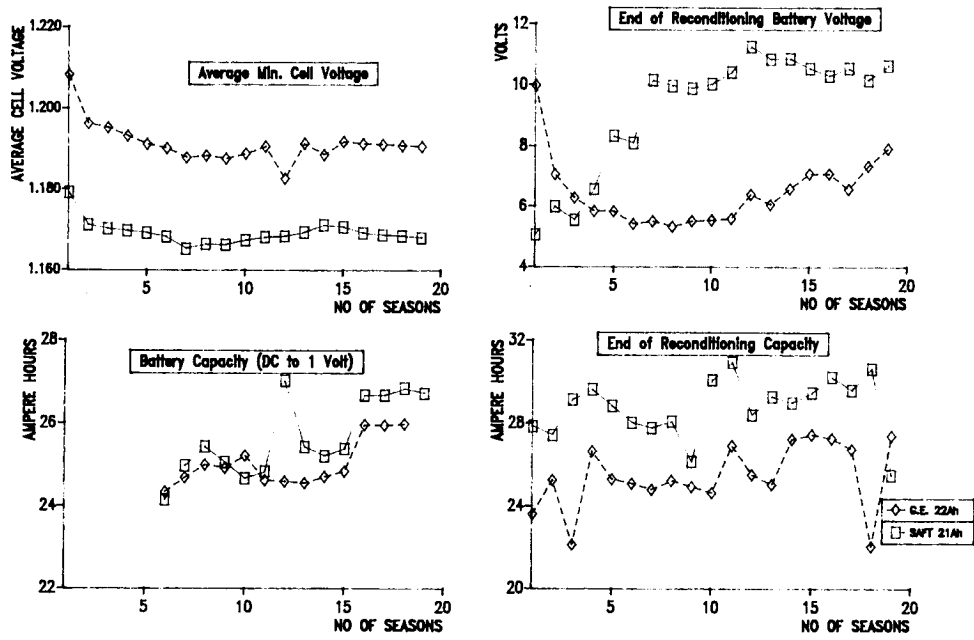 Average Min. Cell Voltage
AVERAGE CELL VOLTAGE
1.220
1.200
1.180
1.160
5
10
15
20
NO OF SEASONS
End of Reconditioning Battery Voltage
VOLTS
12
10
8
6
4
5
10
15
20
NO OF SEASONS
Battery Capacity (DC to 1 Volt)
AMPERE HOURS
28
26
24
22
5
10
15
20
NO OF SEASONS
End of Reconditioning Capacity
AMPERE HOURS
32
28
24
20
5
10
15
20
NO OF SEASONS
G.E. 22Ah
SAFT 21Ah